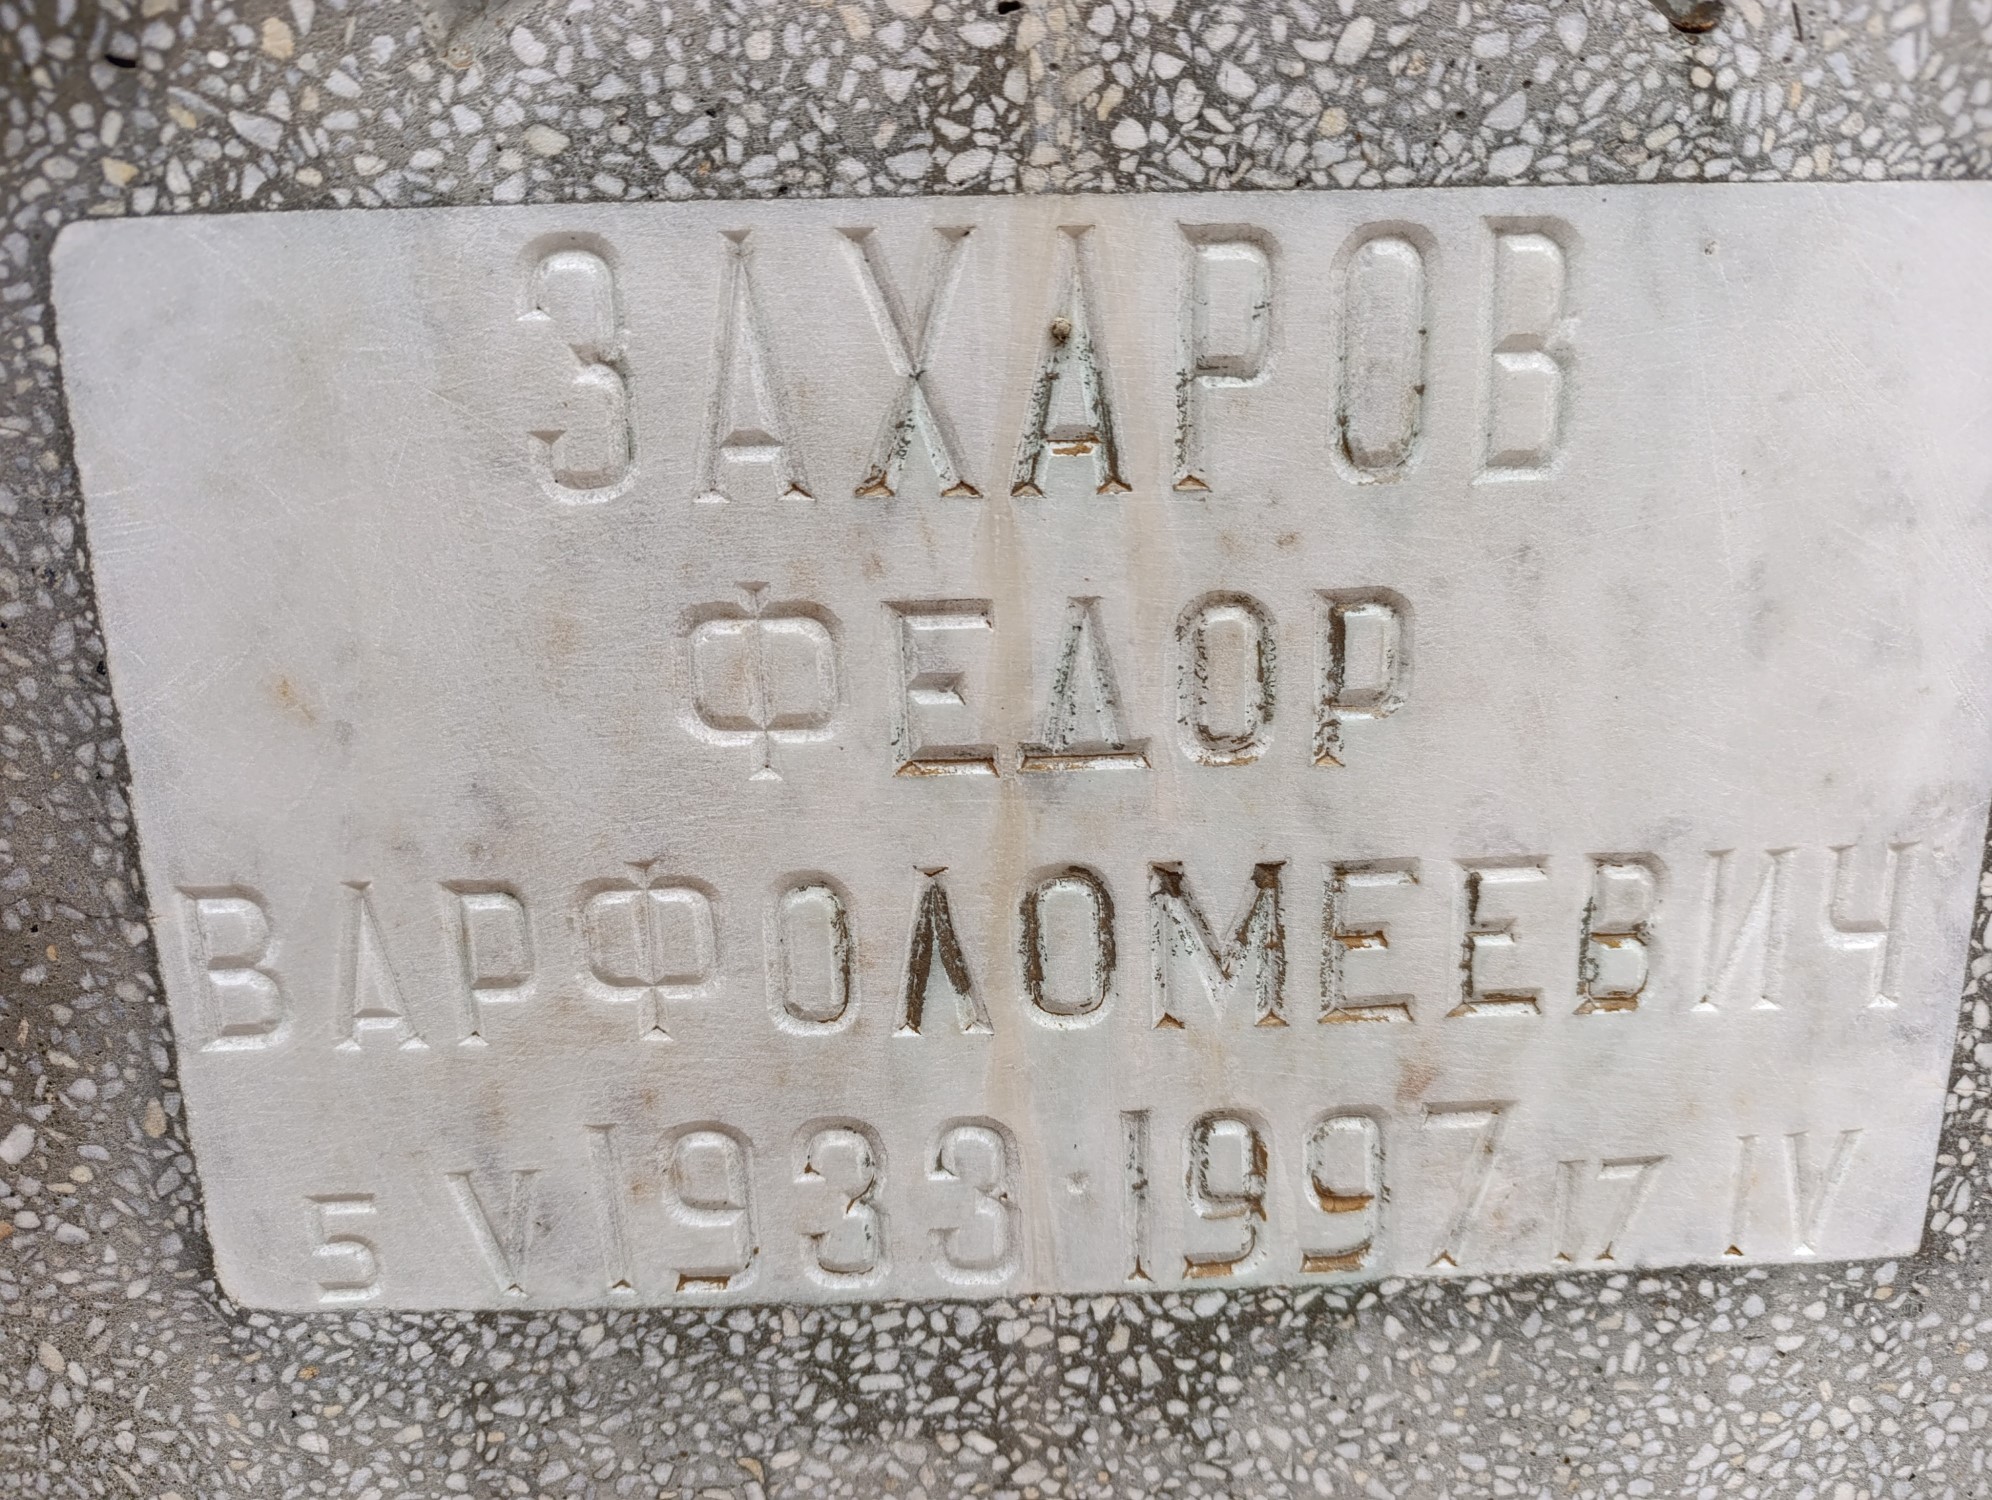 ЗАХАРОВ
ФЕДОР
ВАРФОЛОМЕЕВИЧ
5 V 1933 · 1997 17 IV